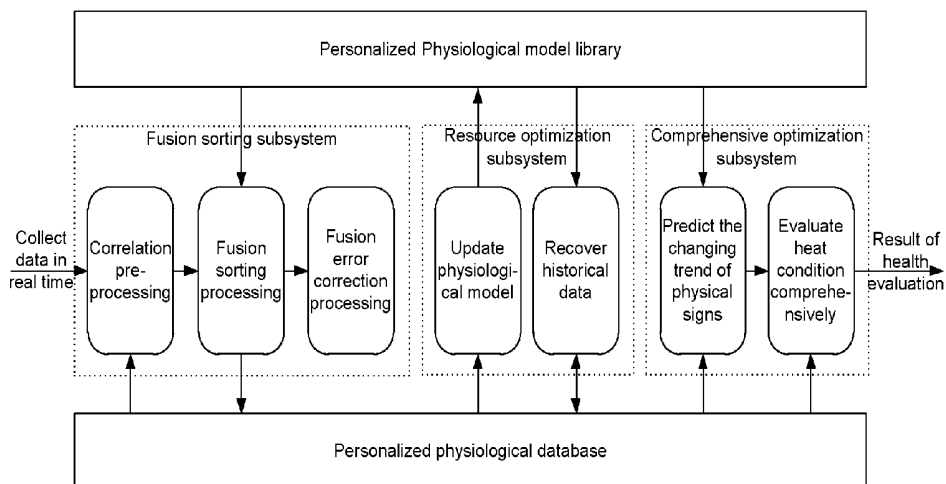 Personalized Physiological model library
Fusion sorting subsystem
Resource optimization
subsystem
Comprehensive optimization
subsystem
Collect
data in
real time
Correlation
pre-
processing
Fusion
sorting
processing
Fusion
error
correction
processing
Update
physiologi-
cal model
Recover
historical
data
Predict the
changing
trend of
physical
signs
Evaluate
heat
condition
comprehe-
nsively
Result of
health
evaluation
Personalized physiological database